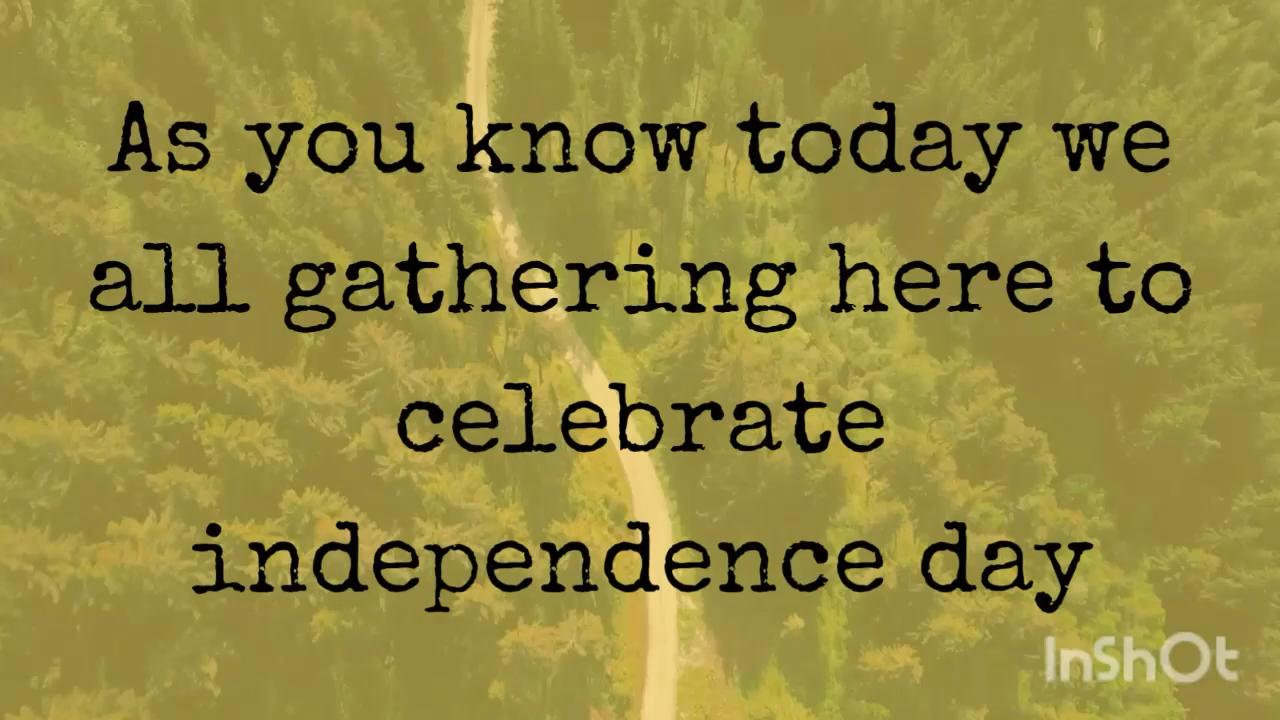 As you know today we
all gathering here to
celebrate
independence day
InShOt